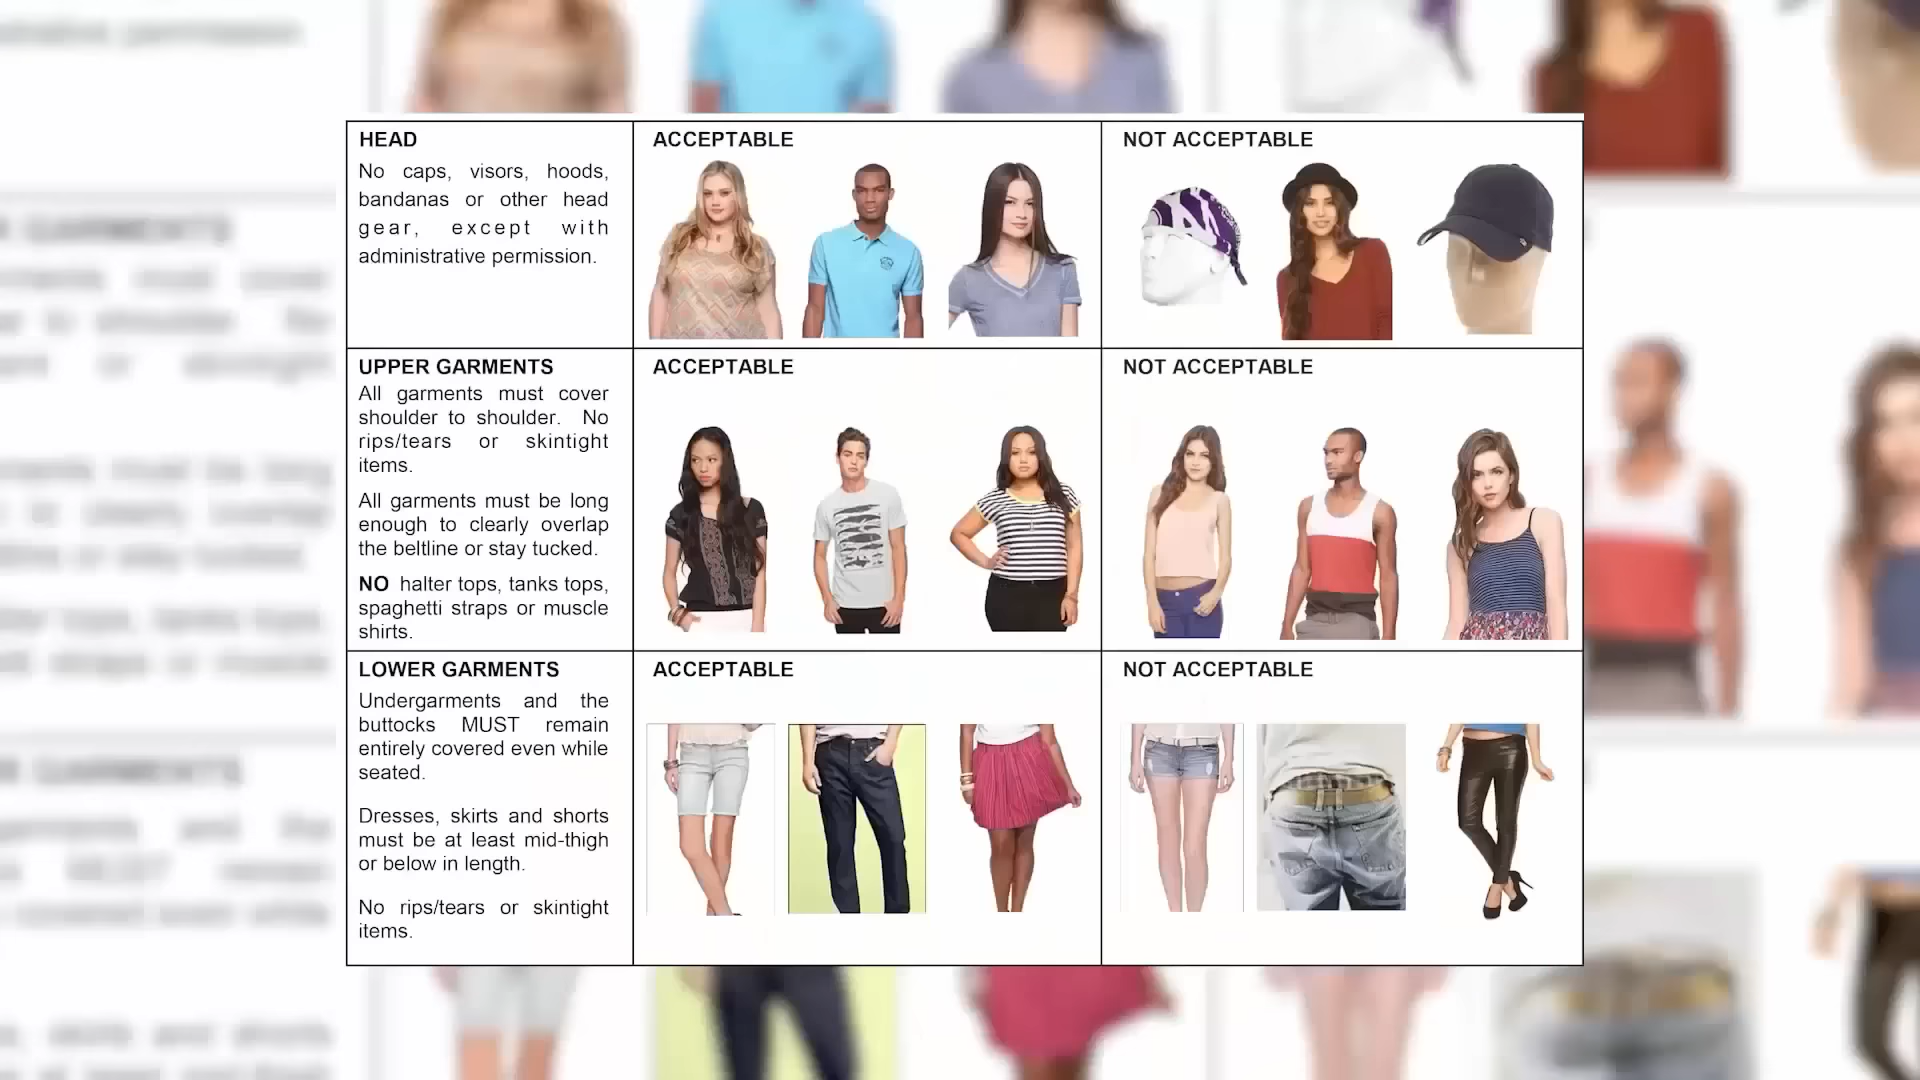 HEAD
No caps, visors, hoods,
bandanas or other head
gear, except with
administrative permission.
ACCEPTABLE
NOT ACCEPTABLE
UPPER GARMENTS
All garments must cover
shoulder to shoulder. No
rips/tears or skintight
items.
All garments must be long
enough to clearly overlap
the beltline or stay tucked.
NO halter tops, tanks tops,
spaghetti straps or muscle
shirts.
ACCEPTABLE
NOT ACCEPTABLE
LOWER GARMENTS
Undergarments and the
buttocks MUST remain
entirely covered even while
seated.
Dresses, skirts and shorts
must be at least mid-thigh
or below in length.
No rips/tears or skintight
items.
ACCEPTABLE
NOT ACCEPTABLE